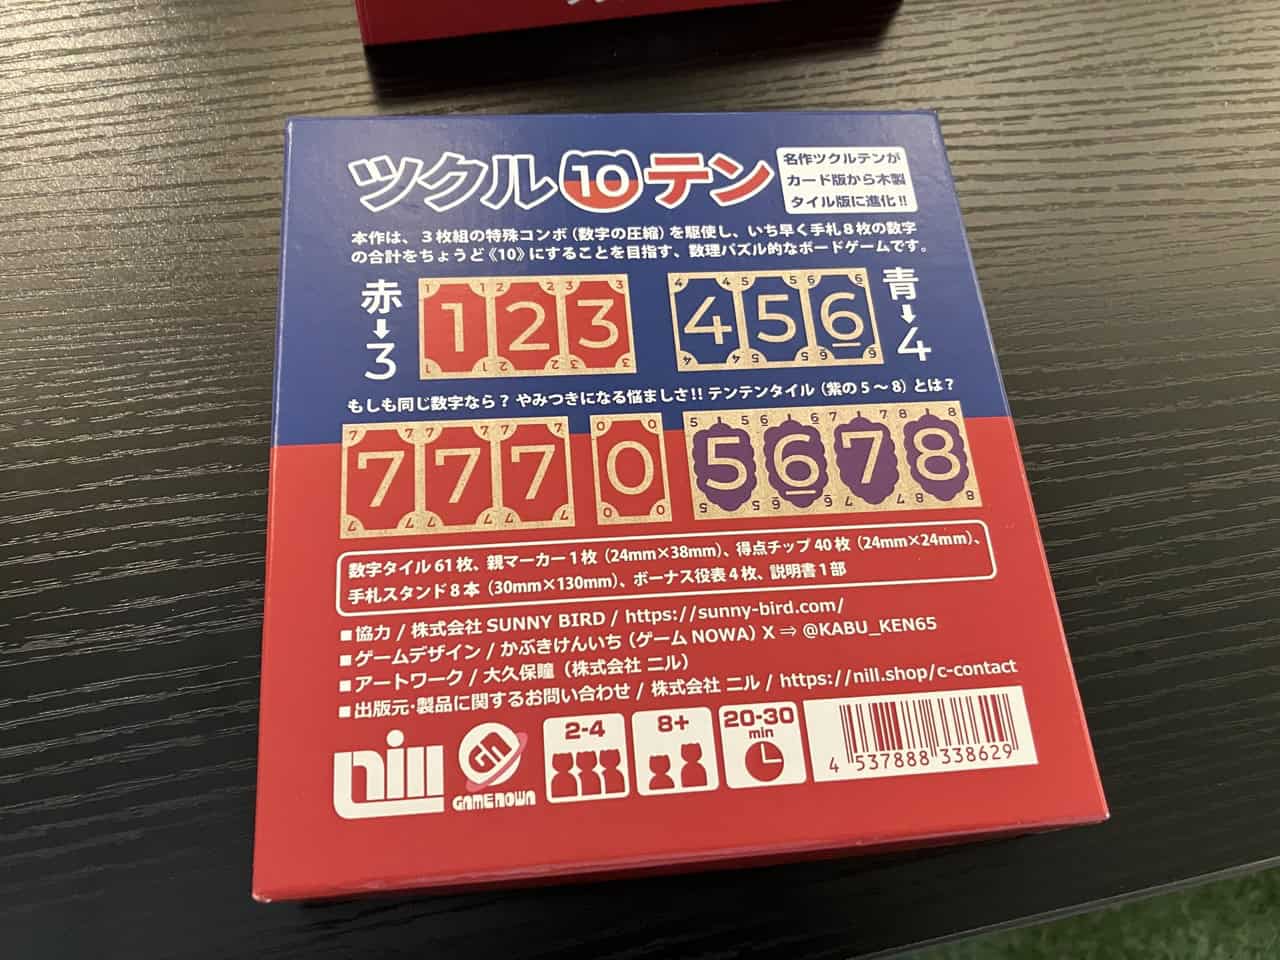 ツクル10テン
名作ツクルテンが
カード版から木製
タイル版に進化!!
本作は、3枚組の特殊コンボ（数字の圧縮）を駆使し、いち早く手札8枚の数字
の合計をちょうど《10》にすることを目指す、数理パズル的なボードゲームです。
赤→3
1 2 3
4 5 6
青→4
もしも同じ数字なら？やみつきになる悩ましさ!! テンテンタイル（紫の5～8）とは？
7 7 7
0
5 6 7 8
数字タイル61枚、親マーカー1枚（24mm×38mm）、得点チップ40枚（24mm×24mm）、
手札スタンド8本（30mm×130mm）、ボーナス役表4枚、説明書1部
■協力 / 株式会社SUNNY BIRD / https://sunny-bird.com/
■ゲームデザイン / かぶきけんいち（ゲームNOWA）X ⇒ @KABU_KEN65
■アートワーク / 大久保瞳（株式会社 ニル）
■出版元・製品に関するお問い合わせ / 株式会社 ニル / https://nill.shop/c-contact
nill
GN
GAMENOWA
2-4
8+
20-30
min
4 537888 338629